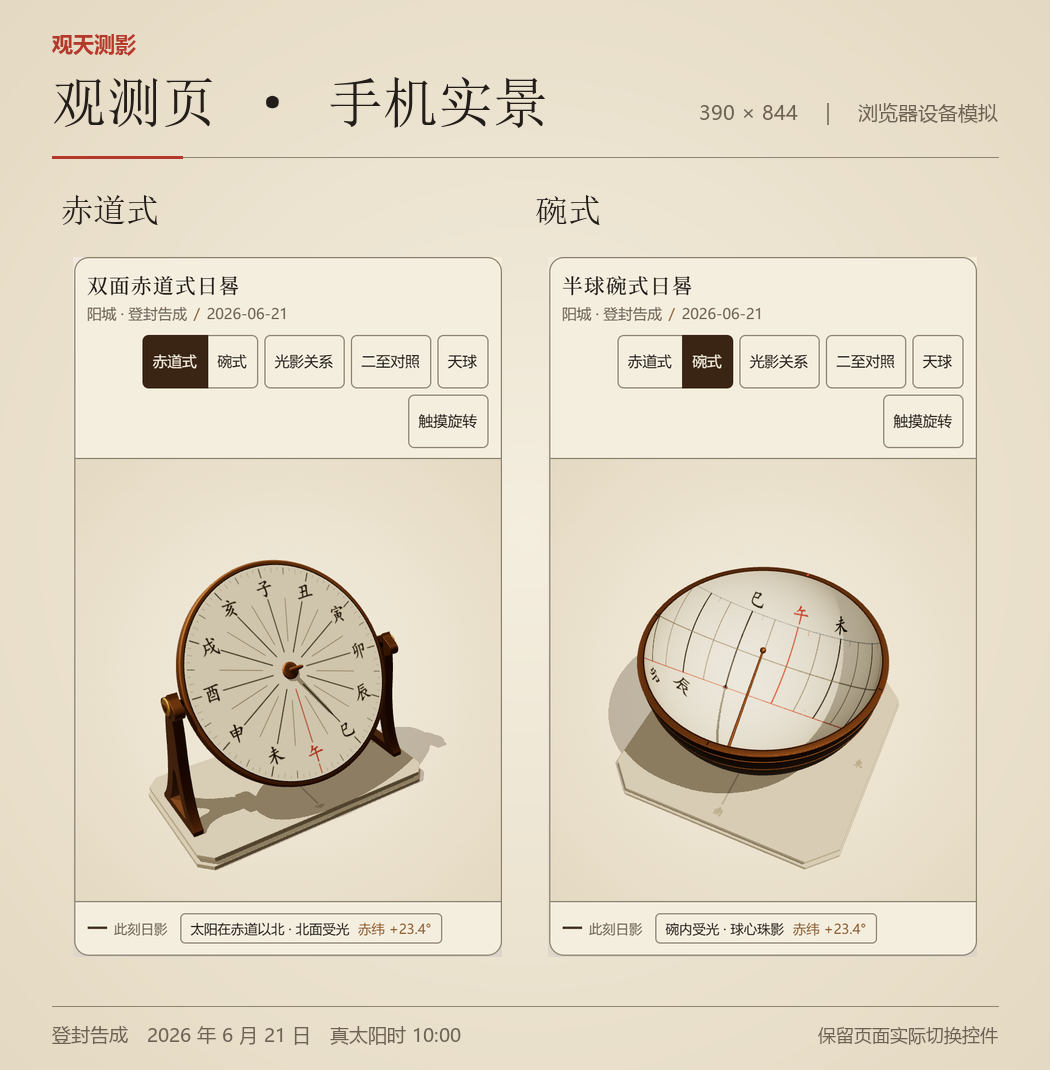 观天测影
观测页 • 手机实景
390 × 844 | 浏览器设备模拟
赤道式
碗式
双面赤道式日晷
阳城 · 登封告成 / 2026-06-21
赤道式 碗式 光影关系 二至对照 天球
触摸旋转
子
丑
寅
卯
辰
巳
午
未
申
酉
戌
亥
此刻日影 太阳在赤道以北 · 北面受光 赤纬 +23.4°
半球碗式日晷
阳城 · 登封告成 / 2026-06-21
赤道式 碗式 光影关系 二至对照 天球
触摸旋转
巳
午
未
卯
辰
此刻日影 碗内受光 · 球心珠影 赤纬 +23.4°
登封告成 2026 年 6 月 21 日 真太阳时 10:00
保留页面实际切换控件